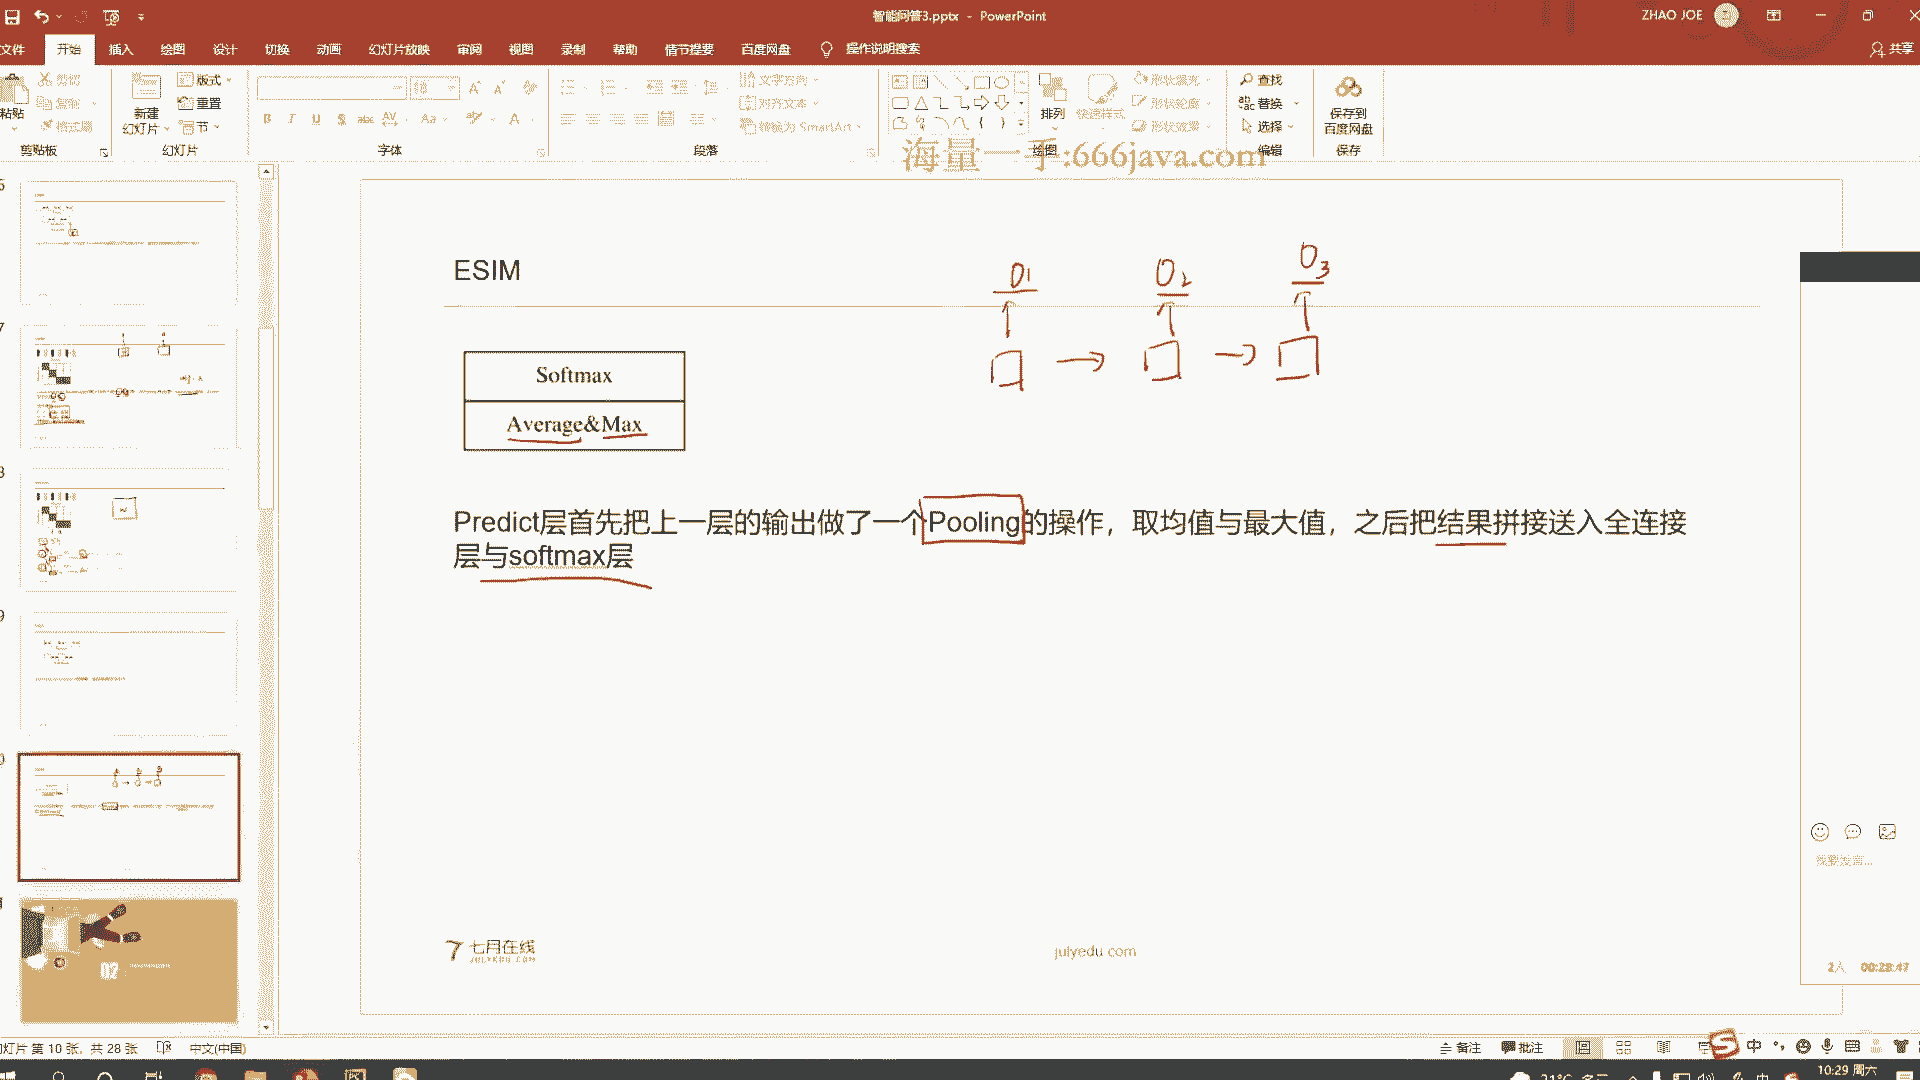 智能问答3.pptx - PowerPoint
ZHAO JOE
文件 开始 插入 绘图 设计 切换 动画 幻灯片放映 审阅 视图 录制 帮助 情节提要 百度网盘 操作说明搜索
共享
粘贴
剪切
复制
格式刷
剪贴板
新建
幻灯片
版式
重置
节
幻灯片
字体
文字方向
对齐文本
转换为 SmartArt
段落
排列
快速样式
形状填充
形状轮廓
形状效果
绘图
查找
替换
选择
编辑
保存到
百度网盘
保存
海量一手:666java.com
ESIM
O1
O2
O3
Softmax
Average&Max
Predict层首先把上一层的输出做了一个Pooling的操作，取均值与最大值，之后把结果拼接送入全连接
层与softmax层
七月在线
JULYEDU.COM
julyedu.com
02
我要发言...
2人 00:28:47
幻灯片 第 10 张，共 28 张 中文(中国)
备注 批注
中
21°C
中
10:29 周六